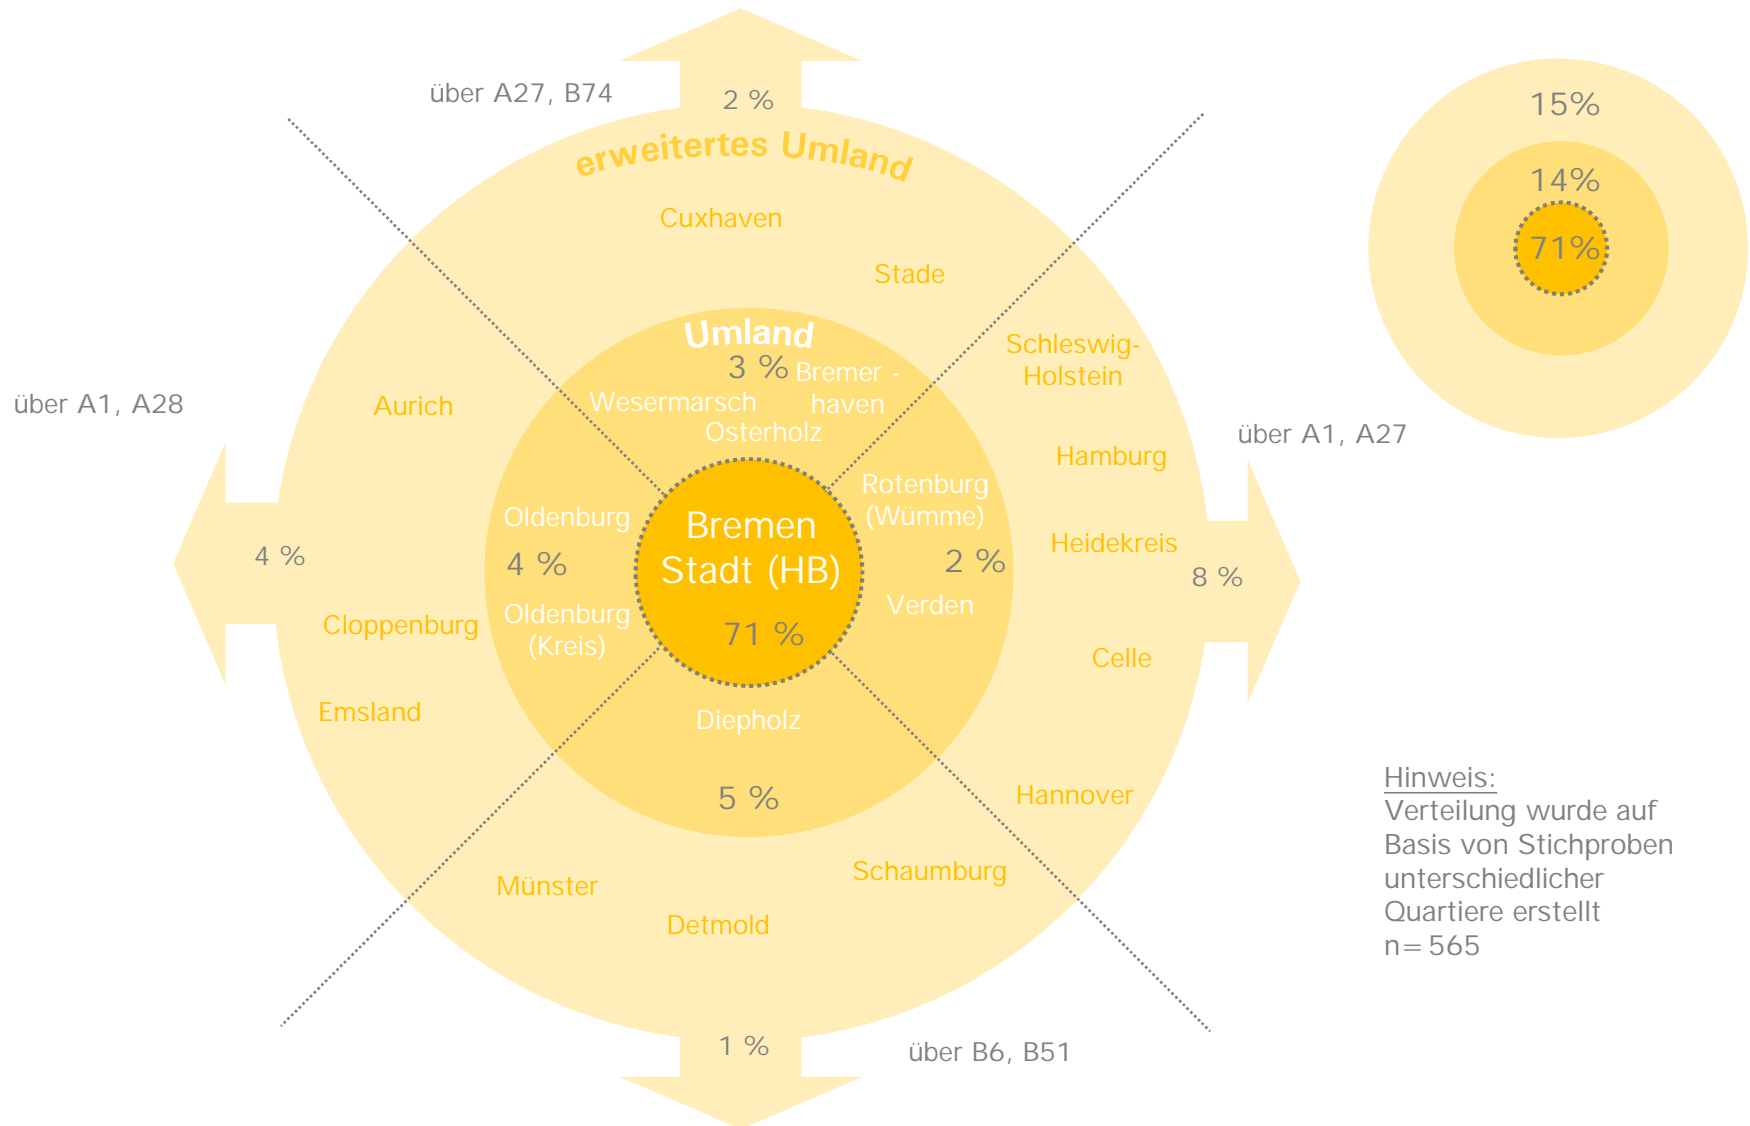 über A27, B74
2 %
erweitertes Umland
Cuxhaven
Stade
Umland
3 %
Bremer -
haven
Wesermarsch
Osterholz
15%
14%
71%
Schleswig-
Holstein
über A1, A28
Aurich
über A1, A27
Hamburg
Rotenburg
(Wümme)
Oldenburg
Bremen
Stadt (HB)
71 %
Heidekreis
4 %
4 %
2 %
8 %
Verden
Oldenburg
(Kreis)
Cloppenburg
Celle
Emsland
Diepholz
5 %
Hannover
Münster
Schaumburg
Detmold
1 %
über B6, B51
Hinweis:
Verteilung wurde auf
Basis von Stichproben
unterschiedlicher
Quartiere erstellt
n=565